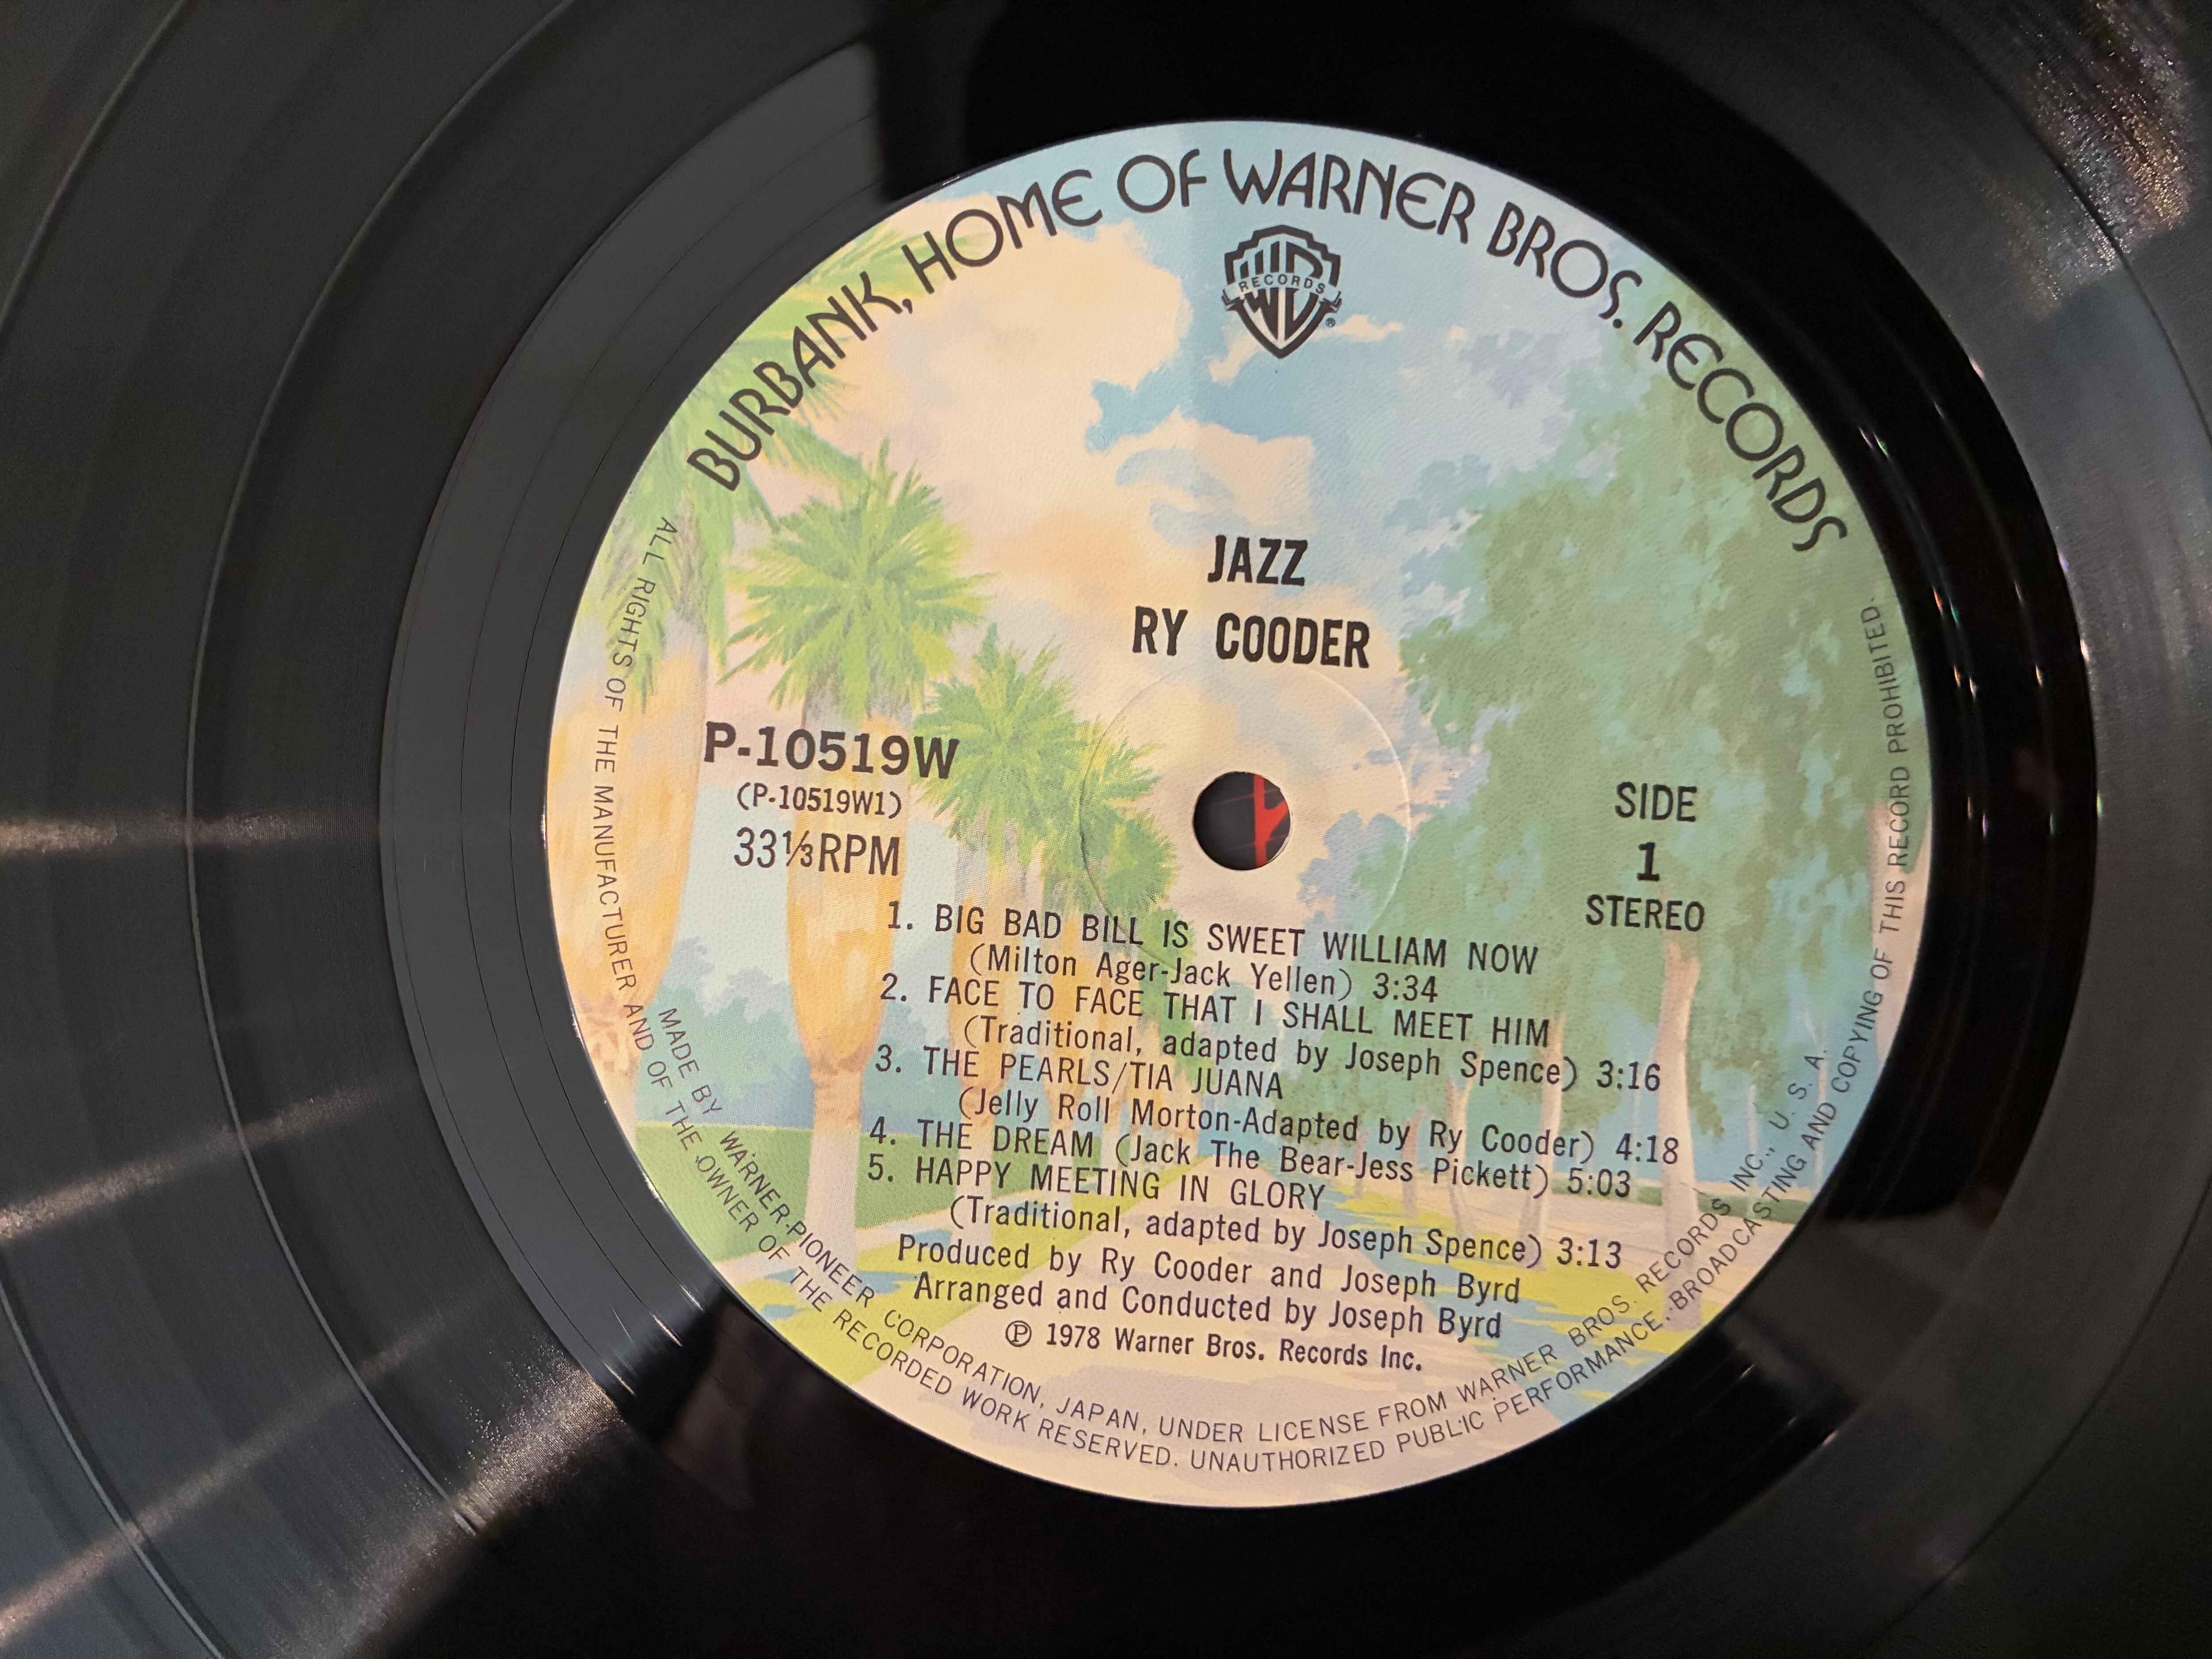 BURBANK, HOME OF WARNER BROS. RECORDS
WB
RECORDS
®
JAZZ
RY COODER
P-10519W
(P-10519W1)
33⅓RPM
SIDE
1
STEREO
1. BIG BAD BILL IS SWEET WILLIAM NOW
(Milton Ager-Jack Yellen) 3:34
2. FACE TO FACE THAT I SHALL MEET HIM
(Traditional, adapted by Joseph Spence) 3:16
3. THE PEARLS/TIA JUANA
(Jelly Roll Morton-Adapted by Ry Cooder) 4:18
4. THE DREAM (Jack The Bear-Jess Pickett) 5:03
5. HAPPY MEETING IN GLORY
(Traditional, adapted by Joseph Spence) 3:13
Produced by Ry Cooder and Joseph Byrd
Arranged and Conducted by Joseph Byrd
℗ 1978 Warner Bros. Records Inc.
MADE BY WARNER-PIONEER CORPORATION, JAPAN, UNDER LICENSE FROM WARNER BROS. RECORDS INC., U. S. A.
ALL RIGHTS OF THE MANUFACTURER AND OF THE OWNER OF THE RECORDED WORK RESERVED. UNAUTHORIZED PUBLIC PERFORMANCE. BROADCASTING AND COPYING OF THIS RECORD PROHIBITED.